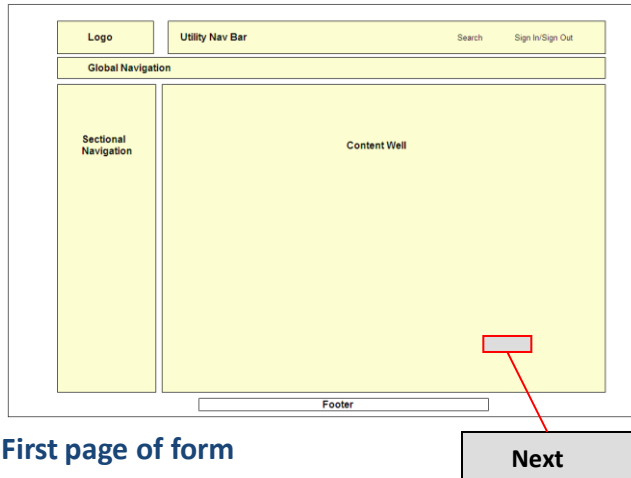 Logo
Utility Nav Bar Search Sign In/Sign Out
Global Navigation
Sectional
Navigation
Content Well
Footer
First page of form
Next